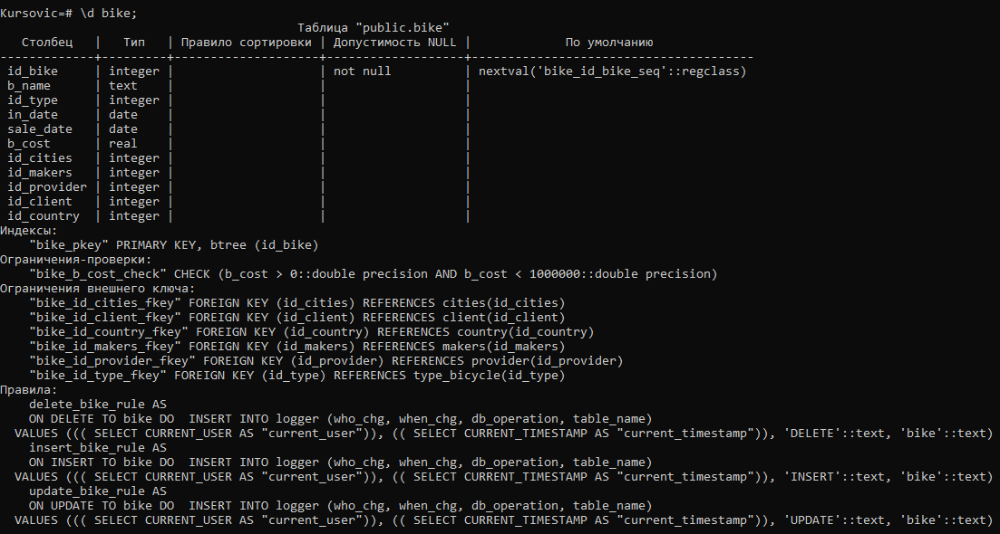 Kursovic=# \d bike;
                                         Таблица "public.bike"
   Столбец   |   Тип   | Правило сортировки | Допустимость NULL |             По умолчанию
-------------+---------+--------------------+-------------------+---------------------------------------
 id_bike     | integer |                    | not null          | nextval('bike_id_bike_seq'::regclass)
 b_name      | text    |                    |                   |
 id_type     | integer |                    |                   |
 in_date     | date    |                    |                   |
 sale_date   | date    |                    |                   |
 b_cost      | real    |                    |                   |
 id_cities   | integer |                    |                   |
 id_makers   | integer |                    |                   |
 id_provider | integer |                    |                   |
 id_client   | integer |                    |                   |
 id_country  | integer |                    |                   |
Индексы:
    "bike_pkey" PRIMARY KEY, btree (id_bike)
Ограничения-проверки:
    "bike_b_cost_check" CHECK (b_cost > 0::double precision AND b_cost < 1000000::double precision)
Ограничения внешнего ключа:
    "bike_id_cities_fkey" FOREIGN KEY (id_cities) REFERENCES cities(id_cities)
    "bike_id_client_fkey" FOREIGN KEY (id_client) REFERENCES client(id_client)
    "bike_id_country_fkey" FOREIGN KEY (id_country) REFERENCES country(id_country)
    "bike_id_makers_fkey" FOREIGN KEY (id_makers) REFERENCES makers(id_makers)
    "bike_id_provider_fkey" FOREIGN KEY (id_provider) REFERENCES provider(id_provider)
    "bike_id_type_fkey" FOREIGN KEY (id_type) REFERENCES type_bicycle(id_type)
Правила:
    delete_bike_rule AS
    ON DELETE TO bike DO  INSERT INTO logger (who_chg, when_chg, db_operation, table_name)
  VALUES ((( SELECT CURRENT_USER AS "current_user")), (( SELECT CURRENT_TIMESTAMP AS "current_timestamp")), 'DELETE'::text, 'bike'::text)
    insert_bike_rule AS
    ON INSERT TO bike DO  INSERT INTO logger (who_chg, when_chg, db_operation, table_name)
  VALUES ((( SELECT CURRENT_USER AS "current_user")), (( SELECT CURRENT_TIMESTAMP AS "current_timestamp")), 'INSERT'::text, 'bike'::text)
    update_bike_rule AS
    ON UPDATE TO bike DO  INSERT INTO logger (who_chg, when_chg, db_operation, table_name)
  VALUES ((( SELECT CURRENT_USER AS "current_user")), (( SELECT CURRENT_TIMESTAMP AS "current_timestamp")), 'UPDATE'::text, 'bike'::text)